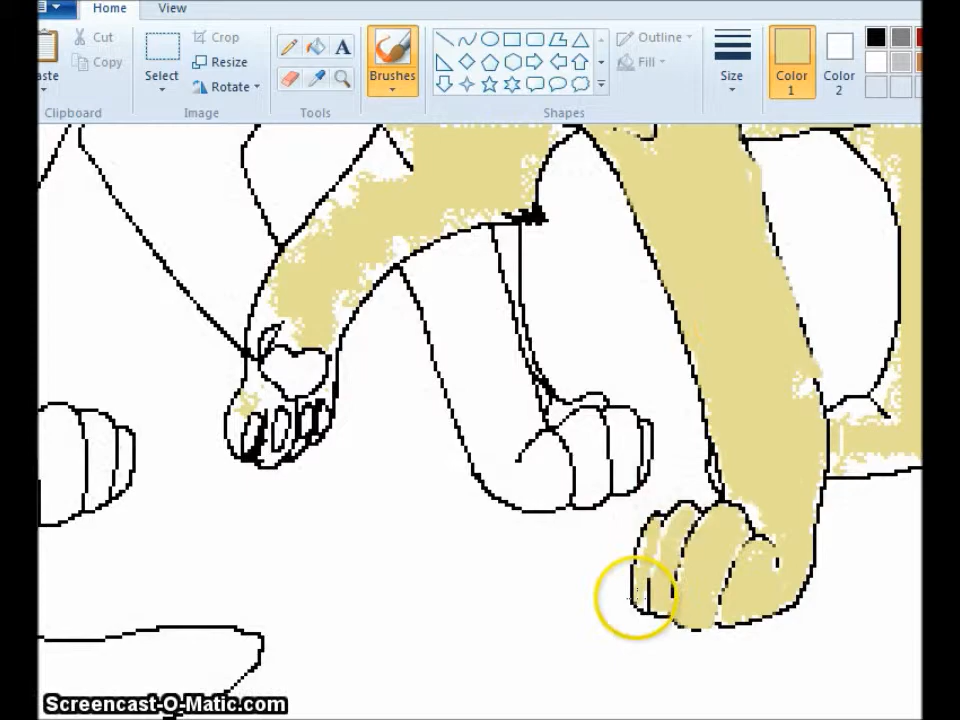 Home View
Cut
Copy
aste
Clipboard
Select
Crop
Resize
Rotate
Image
A
Tools
Brushes
Shapes
Outline
Fill
Size
Color
1
Color
2
Screencast-O-Matic.com